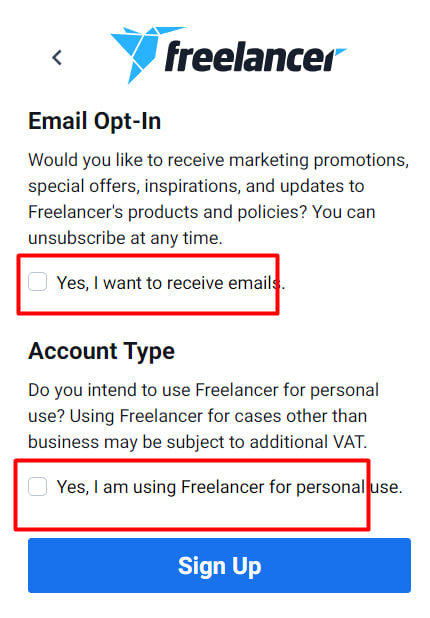 freelancer
Email Opt-In
Would you like to receive marketing promotions,
special offers, inspirations, and updates to
Freelancer's products and policies? You can
unsubscribe at any time.
Yes, I want to receive emails.
Account Type
Do you intend to use Freelancer for personal
use? Using Freelancer for cases other than
business may be subject to additional VAT.
Yes, I am using Freelancer for personal use.
Sign Up